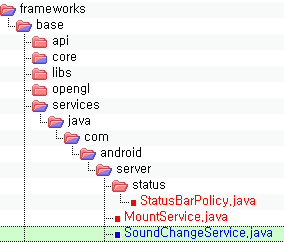 frameworks
base
api
core
libs
opengl
services
java
com
android
server
status
StatusBarPolicy.java
MountService.java
SoundChangeService.java